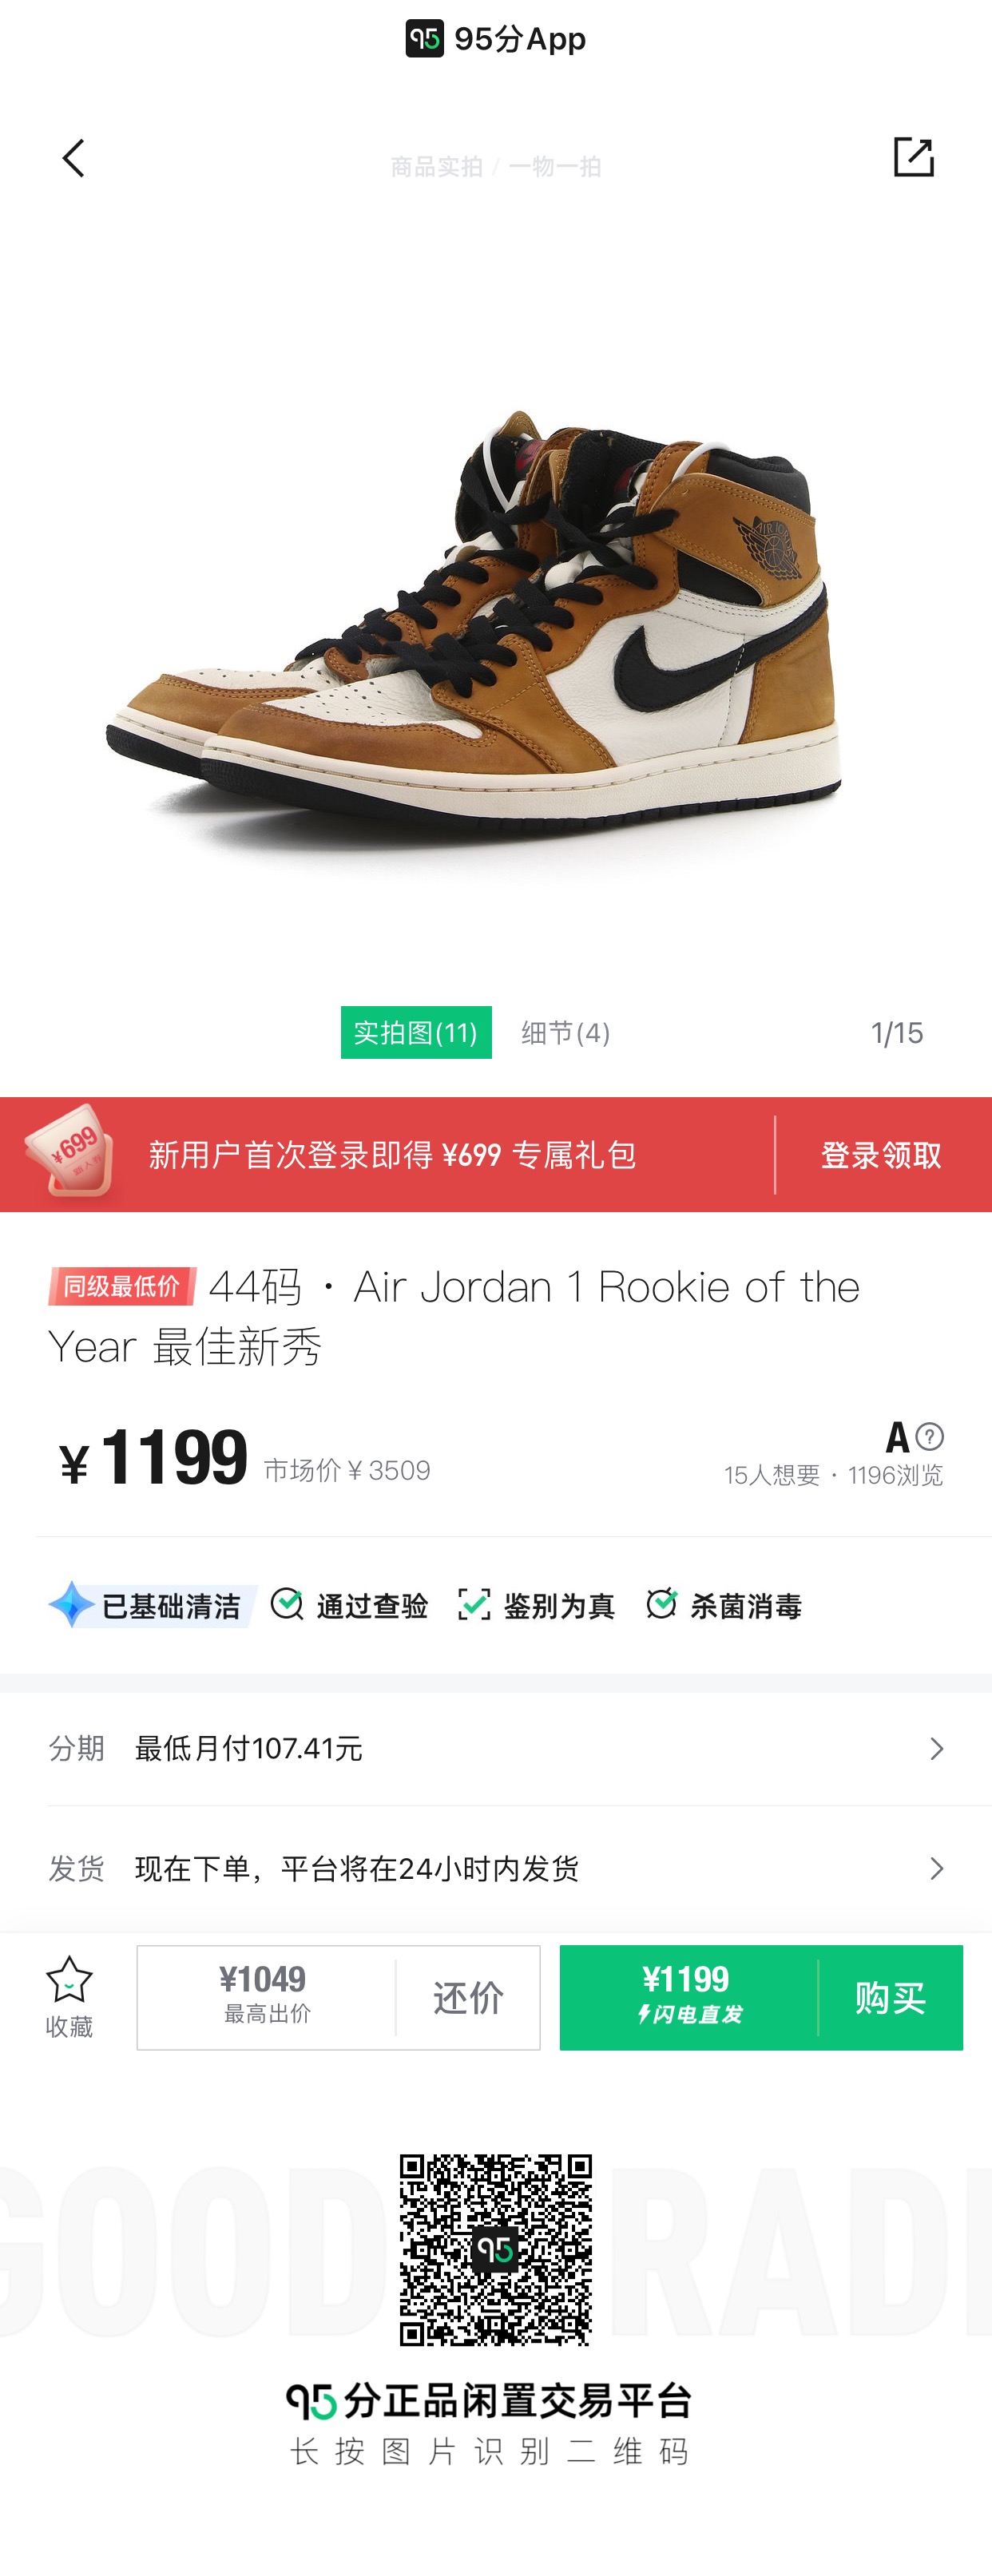 95 95分App
商品实拍 / 一物一拍
AIR JO
实拍图(11) 细节(4) 1/15
¥699 新用户首次登录即得 ¥699 专属礼包 登录领取
同级最低价 44码 · Air Jordan 1 Rookie of the
Year 最佳新秀
¥1199 市场价¥3509 A?
15人想要 · 1196浏览
已基础清洁 通过查验 鉴别为真 杀菌消毒
分期 最低月付107.41元
发货 现在下单，平台将在24小时内发货
收藏 ¥1049 最高出价 还价 ¥1199 闪电直发 购买
GOOD RAD
95
95分正品闲置交易平台
长按图片识别二维码